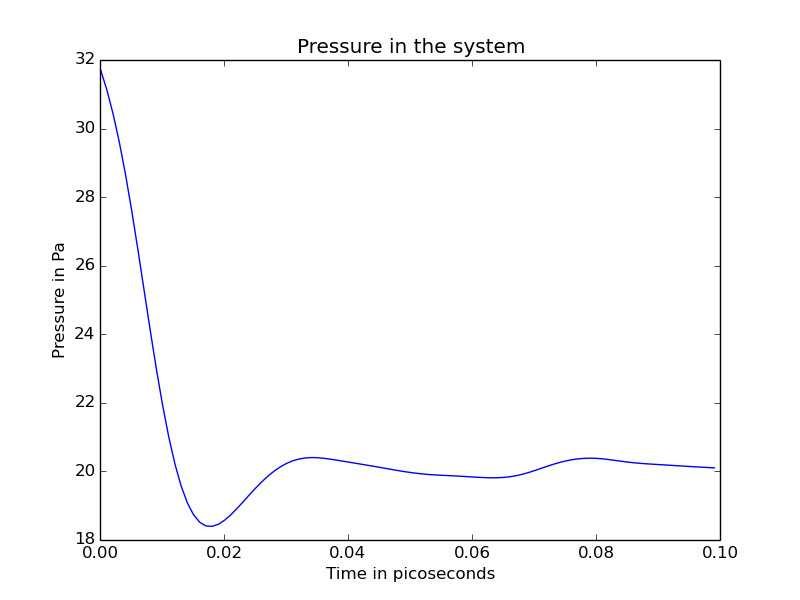 Pressure in the system
32
30
28
26
24
22
20
18
Pressure in Pa
0.00 0.02 0.04 0.06 0.08 0.10
Time in picoseconds